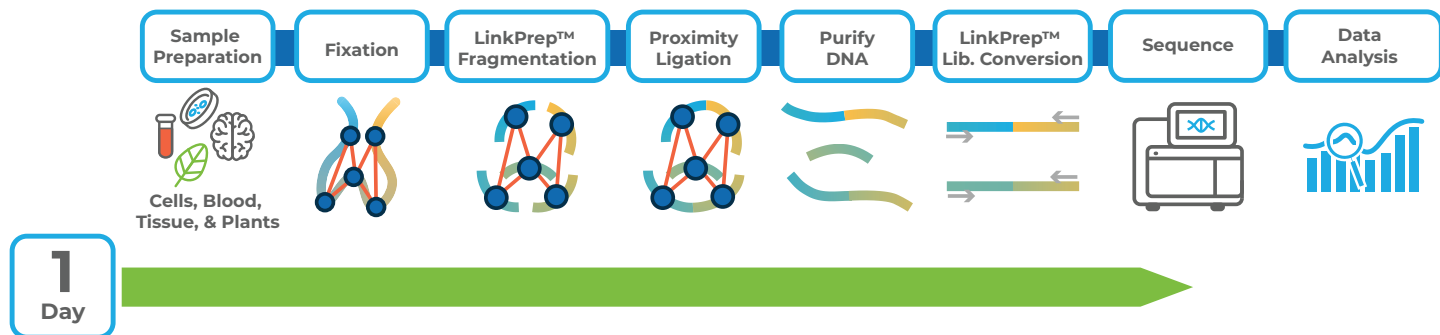 Sample
Preparation
Fixation
LinkPrep™
Fragmentation
Proximity
Ligation
Purify
DNA
LinkPrep™
Lib. Conversion
Sequence
Data
Analysis
Cells, Blood,
Tissue, & Plants
1
Day